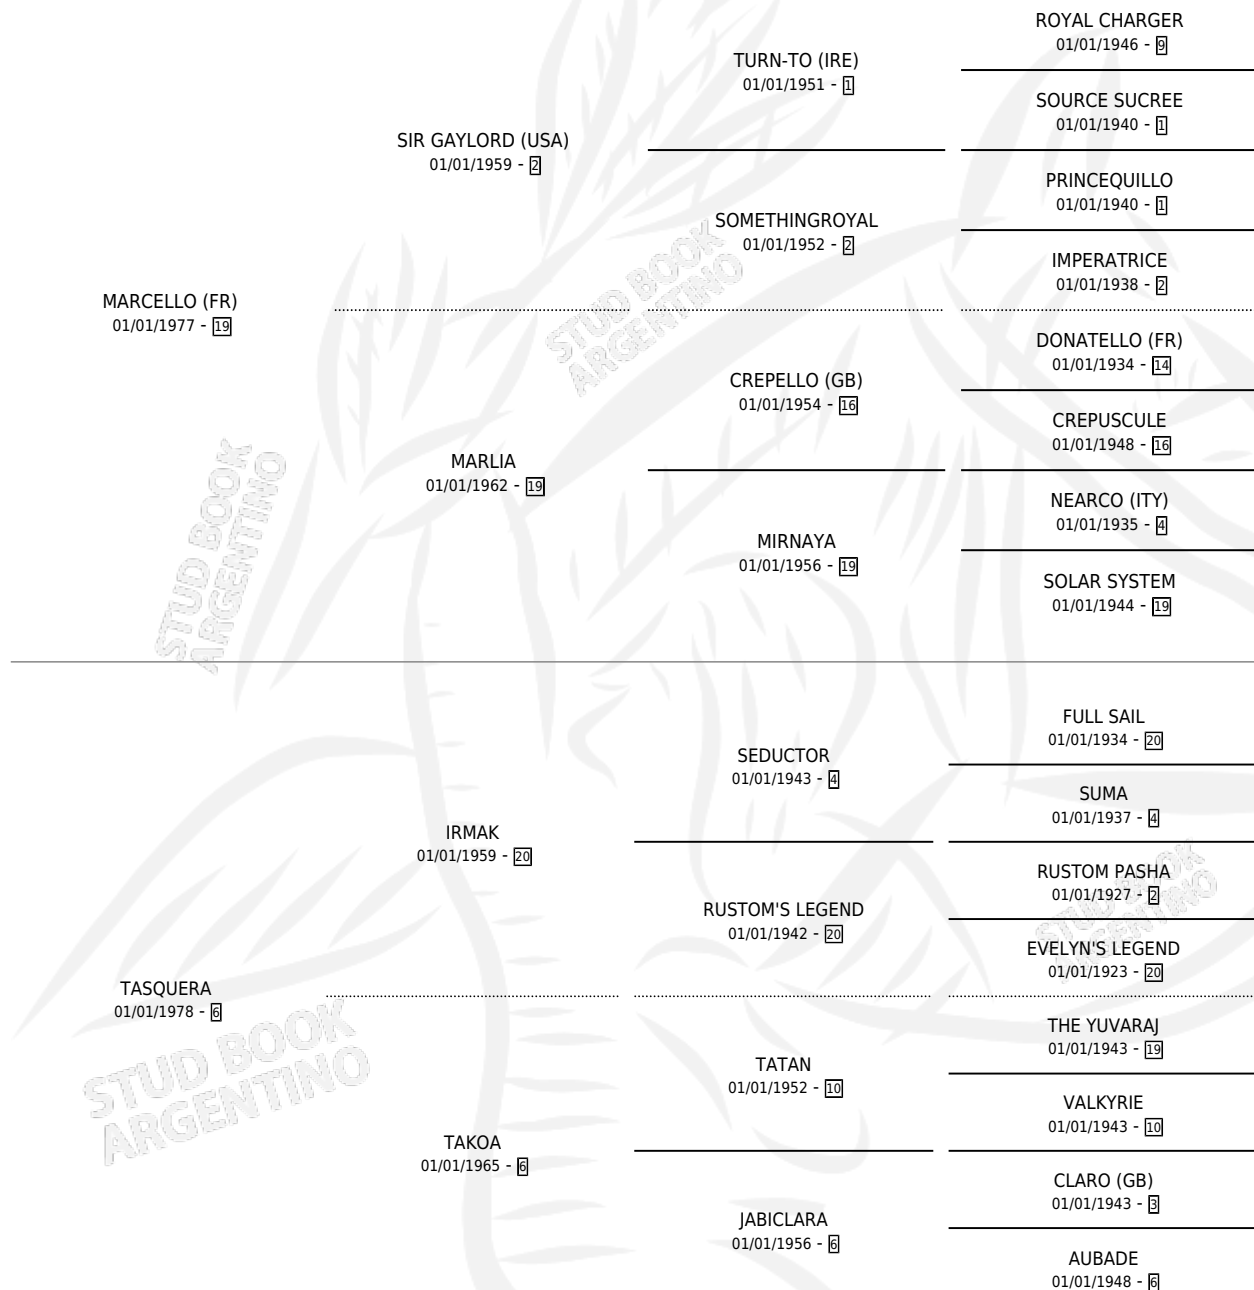 ROYAL CHARGER
01/01/1946 - 9
TURN-TO (IRE)
01/01/1951 - 1
SOURCE SUCREE
01/01/1940 - 1
SIR GAYLORD (USA)
01/01/1959 - 2
PRINCEQUILLO
01/01/1940 - 1
SOMETHINGROYAL
01/01/1952 - 2
IMPERATRICE
01/01/1938 - 2
MARCELLO (FR)
01/01/1977 - 19
DONATELLO (FR)
01/01/1934 - 14
CREPELLO (GB)
01/01/1954 - 16
CREPUSCULE
01/01/1948 - 16
MARLIA
01/01/1962 - 19
NEARCO (ITY)
01/01/1935 - 4
MIRNAYA
01/01/1956 - 19
SOLAR SYSTEM
01/01/1944 - 19
FULL SAIL
01/01/1934 - 20
SEDUCTOR
01/01/1943 - 4
SUMA
01/01/1937 - 4
IRMAK
01/01/1959 - 20
RUSTOM PASHA
01/01/1927 - 2
RUSTOM'S LEGEND
01/01/1942 - 20
EVELYN'S LEGEND
01/01/1923 - 20
TASQUERA
01/01/1978 - 6
THE YUVARAJ
01/01/1943 - 19
TATAN
01/01/1952 - 10
VALKYRIE
01/01/1943 - 10
TAKOA
01/01/1965 - 6
CLARO (GB)
01/01/1943 - 3
JABICLARA
01/01/1956 - 6
AUBADE
01/01/1948 - 6
STUD BOOK
ARGENTINO
STUD BOOK
ARGENTINO
STUD BOOK
ARGENTINO
STUD BOOK
ARGENTINO